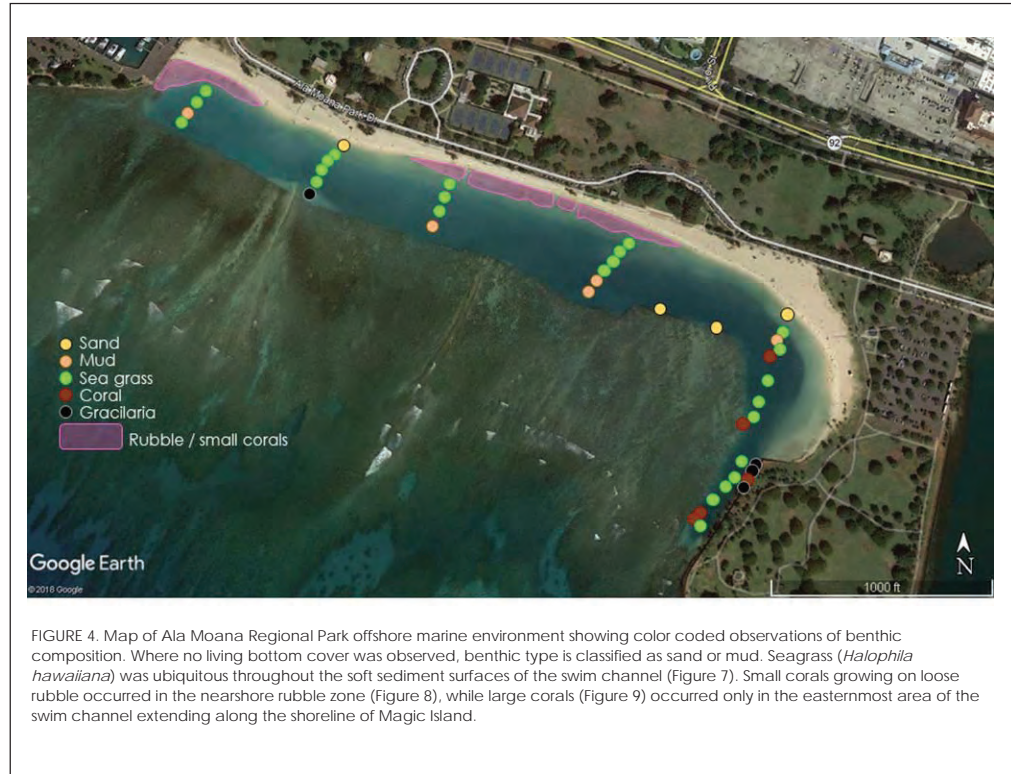 Ala Moana Park Dr
92
Sand
Mud
Sea grass
Coral
Gracilaria
Rubble / small corals
Google Earth
© 2018 Google
N
1000 ft
FIGURE 4. Map of Ala Moana Regional Park offshore marine environment showing color coded observations of benthic
composition. Where no living bottom cover was observed, benthic type is classified as sand or mud. Seagrass (Halophila
hawaiiana) was ubiquitous throughout the soft sediment surfaces of the swim channel (Figure 7). Small corals growing on loose
rubble occurred in the nearshore rubble zone (Figure 8), while large corals (Figure 9) occurred only in the easternmost area of the
swim channel extending along the shoreline of Magic Island.